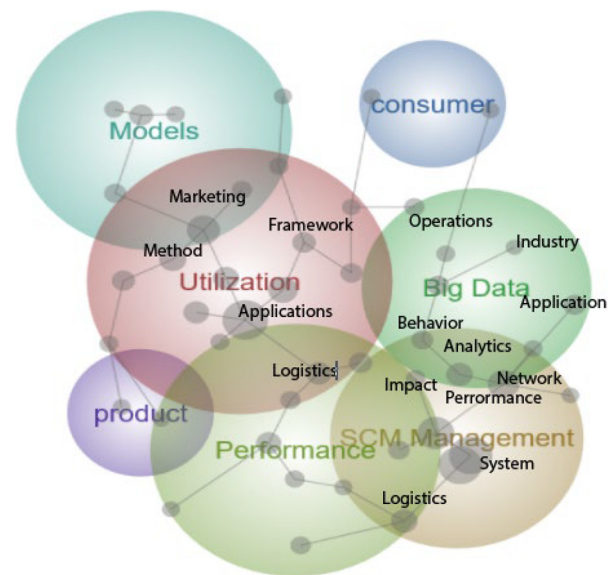 consumer
Models
Marketing
Framework
Operations
Method
Industry
Utilization
Big Data
Application
Applications
Behavior
Analytics
Logistics
Impact
Network
Perrormance
product
SCM Management
Performance
System
Logistics